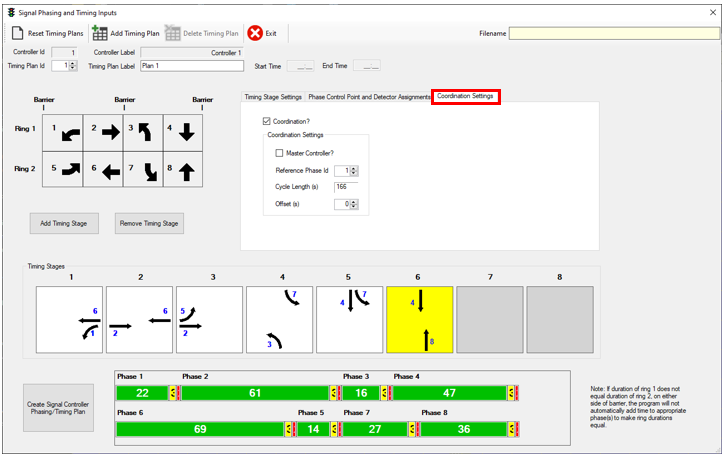 Signal Phasing and Timing Inputs
Reset Timing Plans
Add Timing Plan
Delete Timing Plan
Exit
Filename
Controller Id 1 Controller Label Controller 1
Timing Plan Id 1 Timing Plan Label Plan 1 Start Time __:__ End Time __:__
Barrier Barrier Barrier
Ring 1 1 2 3 4
Ring 2 5 6 7 8
Add Timing Stage Remove Timing Stage
Timing Stage Settings Phase Control Point and Detector Assignments Coordination Settings
Coordination?
Coordination Settings
Master Controller?
Reference Phase Id 1
Cycle Length (s) 166
Offset (s) 0
Timing Stages
1 2 3 4 5 6 7 8
6 1
2 6
5 2
7 3
4 7
4 8
Create Signal Controller
Phasing/Timing Plan
Phase 1 Phase 2 Phase 3 Phase 4
22 61 16 47
Phase 6 Phase 5 Phase 7 Phase 8
69 14 27 36
Note: If duration of ring 1 does not
equal duration of ring 2, on either
side of barrier, the program will not
automatically add time to appropriate
phase(s) to make ring durations
equal.